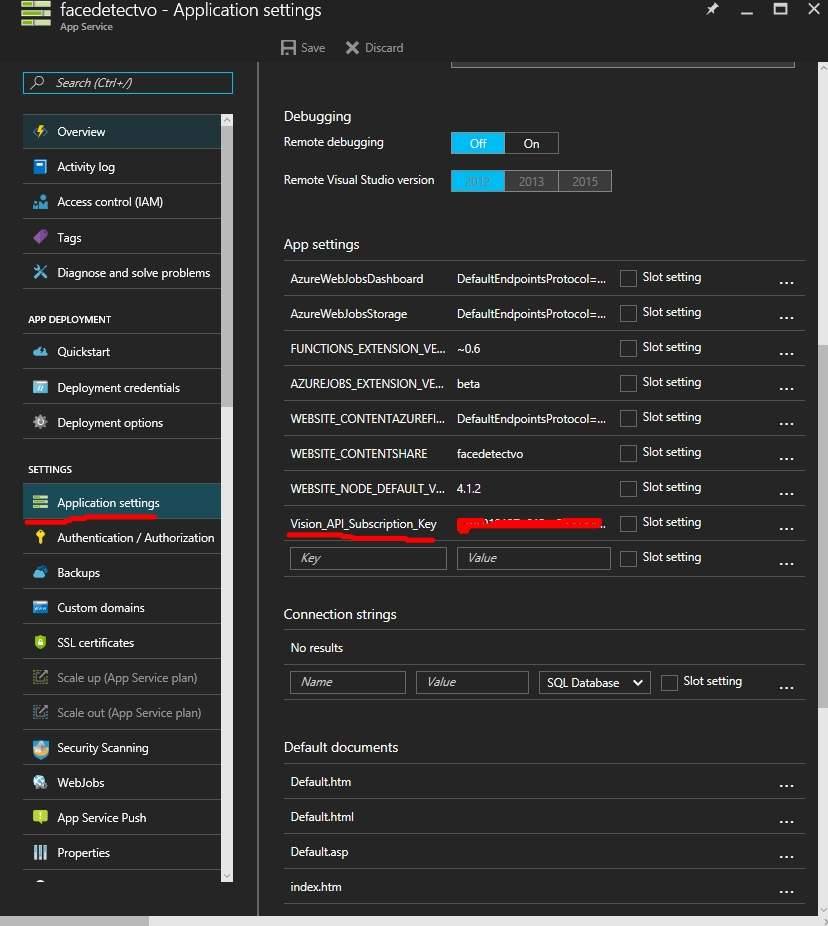 facedetectvo - Application settings
App Service
Save Discard
Search (Ctrl+/)
Overview
Activity log
Access control (IAM)
Tags
Diagnose and solve problems
APP DEPLOYMENT
Quickstart
Deployment credentials
Deployment options
SETTINGS
Application settings
Authentication / Authorization
Backups
Custom domains
SSL certificates
Scale up (App Service plan)
Scale out (App Service plan)
Security Scanning
WebJobs
App Service Push
Properties
Debugging
Remote debugging Off On
Remote Visual Studio version 2012 2013 2015
App settings
AzureWebJobsDashboard DefaultEndpointsProtocol=... Slot setting ...
AzureWebJobsStorage DefaultEndpointsProtocol=... Slot setting ...
FUNCTIONS_EXTENSION_VE... ~0.6 Slot setting ...
AZUREJOBS_EXTENSION_VE... beta Slot setting ...
WEBSITE_CONTENTAZUREFI... DefaultEndpointsProtocol=... Slot setting ...
WEBSITE_CONTENTSHARE facedetectvo Slot setting ...
WEBSITE_NODE_DEFAULT_V... 4.1.2 Slot setting ...
Vision_API_Subscription_Key Slot setting ...
Key Value Slot setting ...
Connection strings
No results
Name Value SQL Database Slot setting ...
Default documents
Default.htm ...
Default.html ...
Default.asp ...
index.htm ...